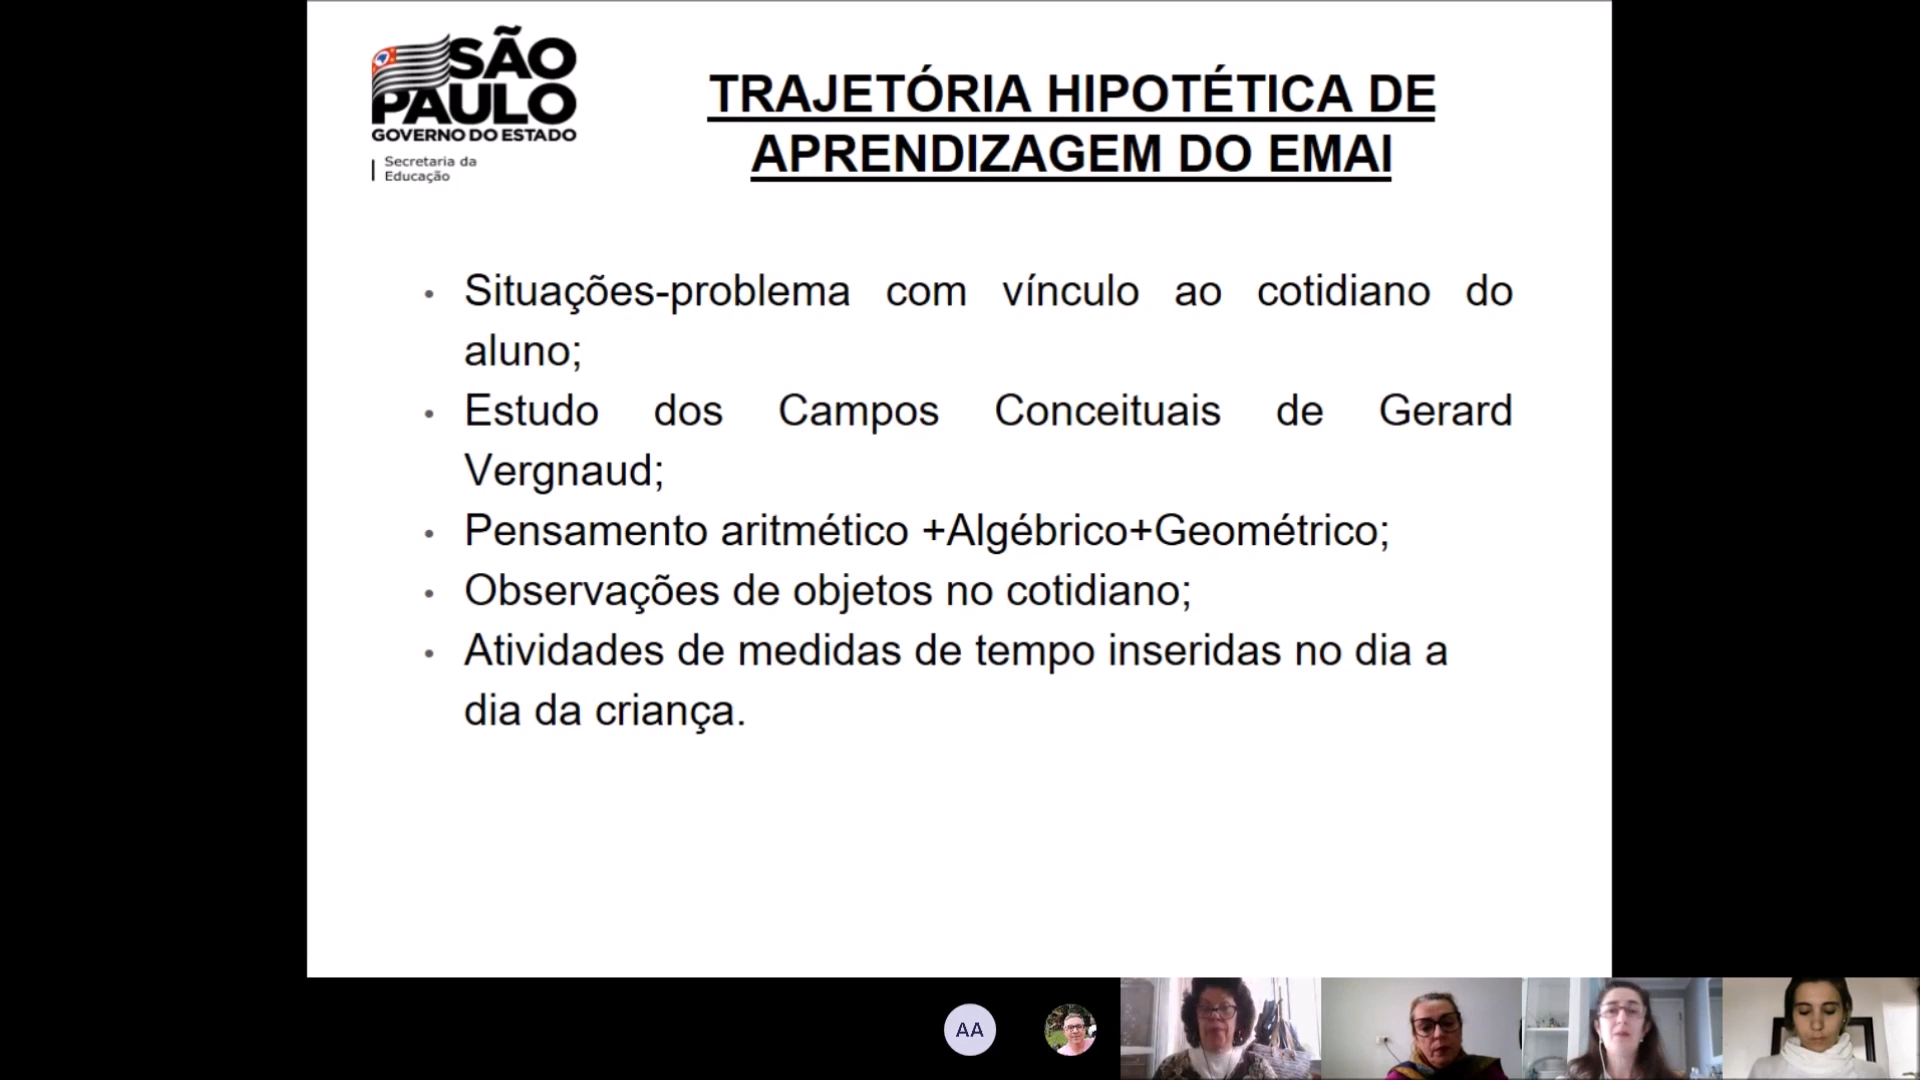 SÃO
PAULO
GOVERNO DO ESTADO
Secretaria da
Educação
TRAJETÓRIA HIPOTÉTICA DE
APRENDIZAGEM DO EMAI
• Situações-problema com vínculo ao cotidiano do
aluno;
• Estudo dos Campos Conceituais de Gerard
Vergnaud;
• Pensamento aritmético +Algébrico+Geométrico;
• Observações de objetos no cotidiano;
• Atividades de medidas de tempo inseridas no dia a
dia da criança.
AA